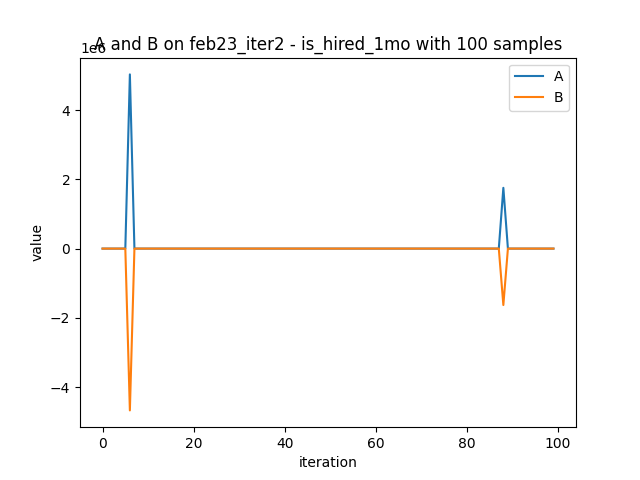 A and B on feb23_iter2 - is_hired_1mo with 100 samples
1e6
A
B
4
2
0
−2
−4
value
0
20
40
60
80
100
iteration